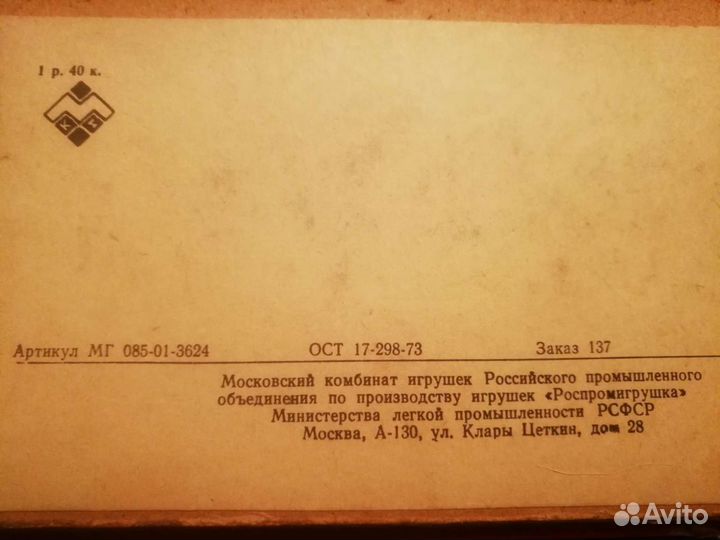 1 р. 40 к.
К И
Артикул МГ 085-01-3624 ОСТ 17-298-73 Заказ 137
Московский комбинат игрушек Российского промышленного
объединения по производству игрушек «Роспромигрушка»
Министерства легкой промышленности РСФСР
Москва, А-130, ул. Клары Цеткин, дом 28
Avito